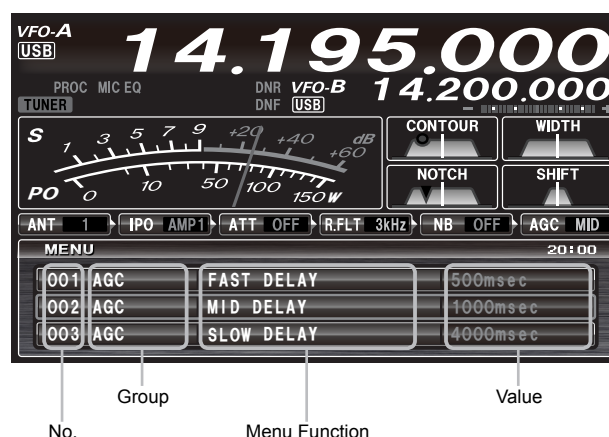 VFO-A
USB
14.195.000
PROC MIC EQ
TUNER
DNR VFO-B 14.200.000
DNF USB
- +
S 1 3 5 7 9 +20 +40 +60 dB
PO 0 10 50 100 150 W
CONTOUR
WIDTH
NOTCH
SHIFT
ANT 1 IPO AMP1 ATT OFF R.FLT 3kHz NB OFF AGC MID
MENU 20:00
001 AGC FAST DELAY 500msec
002 AGC MID DELAY 1000msec
003 AGC SLOW DELAY 4000msec
Group
Value
No.
Menu Function